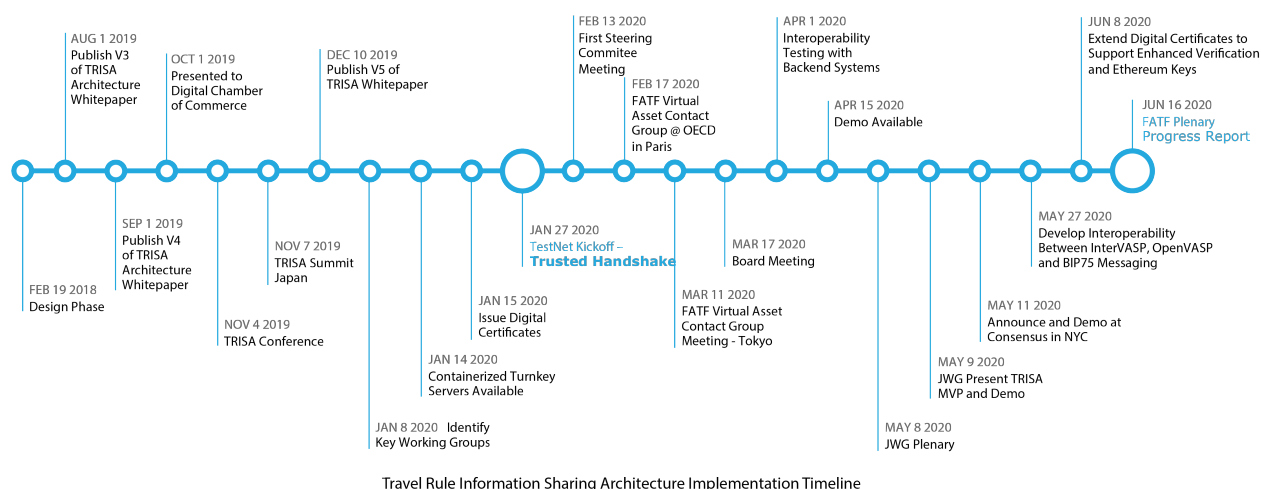 FEB 19 2018
Design Phase
AUG 1 2019
Publish V3
of TRISA
Architecture
Whitepaper
SEP 1 2019
Publish V4
of TRISA
Architecture
Whitepaper
OCT 1 2019
Presented to
Digital Chamber
of Commerce
NOV 4 2019
TRISA Conference
NOV 7 2019
TRISA Summit
Japan
DEC 10 2019
Publish V5 of
TRISA Whitepaper
JAN 8 2020 Identify
Key Working Groups
JAN 14 2020
Containerized Turnkey
Servers Available
JAN 15 2020
Issue Digital
Certificates
JAN 27 2020
TestNet Kickoff –
Trusted Handshake
FEB 13 2020
First Steering
Commitee
Meeting
FEB 17 2020
FATF Virtual
Asset Contact
Group @ OECD
in Paris
MAR 11 2020
FATF Virtual Asset
Contact Group
Meeting - Tokyo
MAR 17 2020
Board Meeting
APR 1 2020
Interoperability
Testing with
Backend Systems
APR 15 2020
Demo Available
MAY 8 2020
JWG Plenary
MAY 9 2020
JWG Present TRISA
MVP and Demo
MAY 11 2020
Announce and Demo at
Consensus in NYC
MAY 27 2020
Develop Interoperability
Between InterVASP, OpenVASP
and BIP75 Messaging
JUN 8 2020
Extend Digital Certificates to
Support Enhanced Verification
and Ethereum Keys
JUN 16 2020
FATF Plenary
Progress Report
Travel Rule Information Sharing Architecture Implementation Timeline